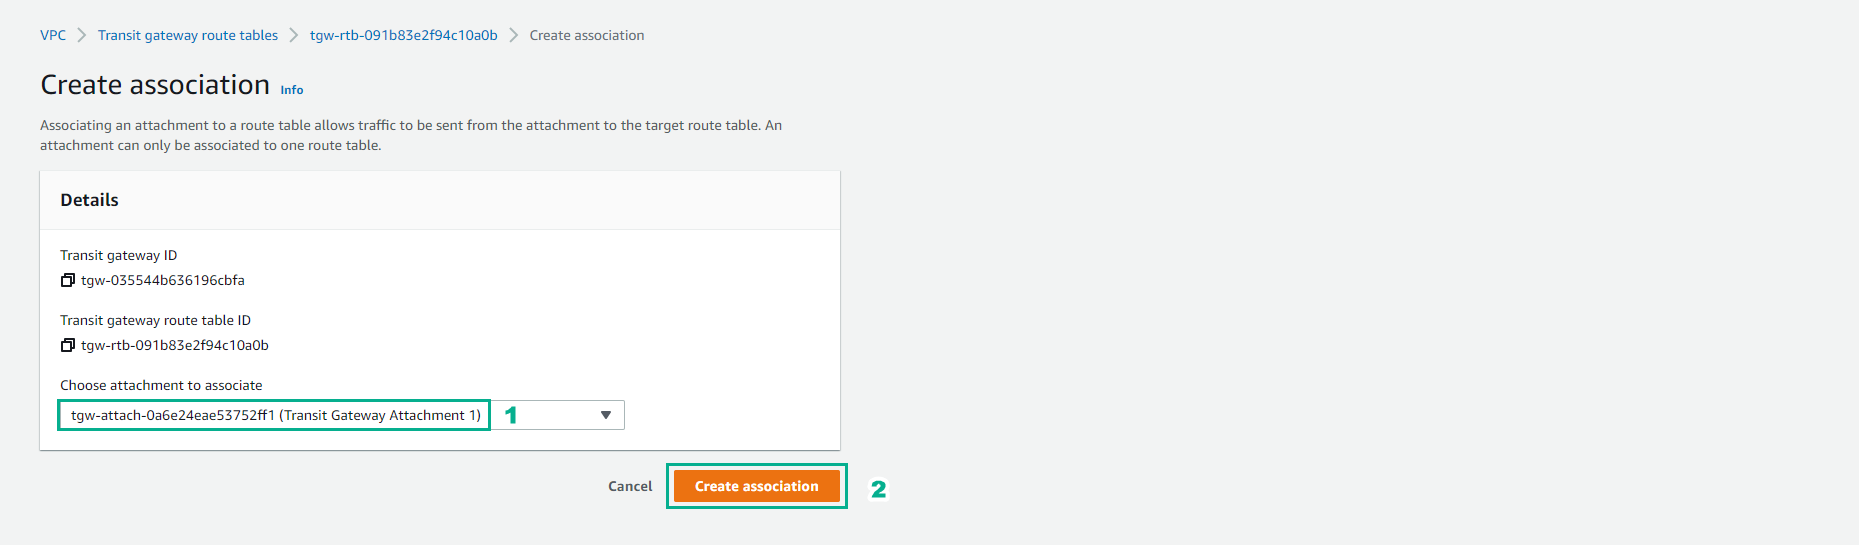 VPC > Transit gateway route tables > tgw-rtb-091b83e2f94c10a0b > Create association
Create association Info
Associating an attachment to a route table allows traffic to be sent from the attachment to the target route table. An
attachment can only be associated to one route table.
Details
Transit gateway ID
tgw-035544b636196cbfa
Transit gateway route table ID
tgw-rtb-091b83e2f94c10a0b
Choose attachment to associate
tgw-attach-0a6e24eae53752ff1 (Transit Gateway Attachment 1) 1
Cancel Create association 2